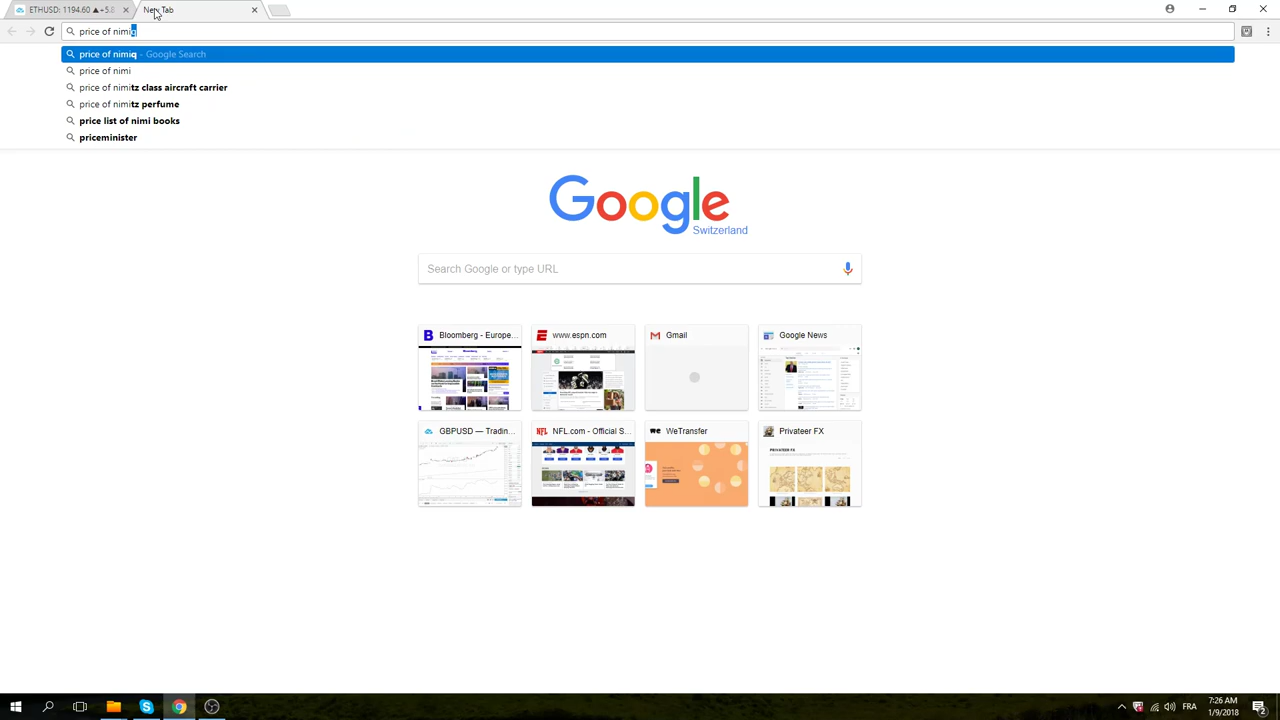 ETHUSD: 1194.60 ▲+5.8
New Tab
price of nimiq
price of nimiq - Google Search
price of nimi
price of nimitz class aircraft carrier
price of nimitz perfume
price list of nimi books
priceminister
Google
Switzerland
Search Google or type URL
Bloomberg - Europe...
www.espn.com
Gmail
Google News
GBPUSD — Tradin...
NFL.com - Official S...
WeTransfer
Privateer FX
PRIVATEER FX
7:26 AM
FRA
1/9/2018